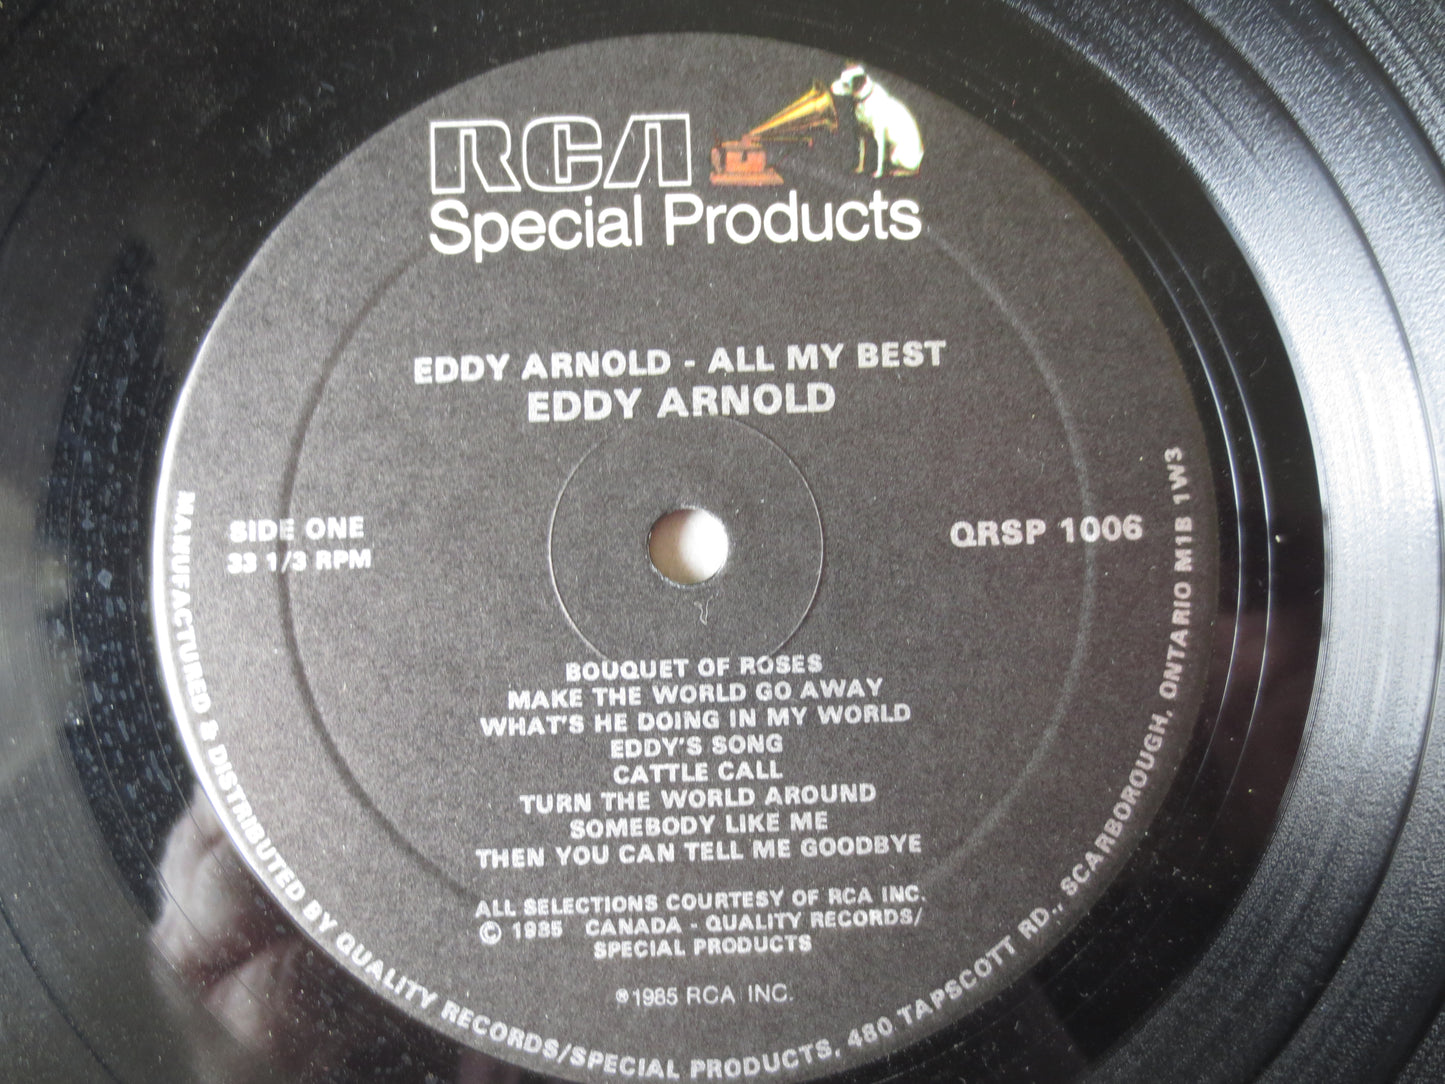 RCA
Special Products
EDDY ARNOLD - ALL MY BEST
EDDY ARNOLD
SIDE ONE
33 1/3 RPM
QRSP 1006
BOUQUET OF ROSES
MAKE THE WORLD GO AWAY
WHAT'S HE DOING IN MY WORLD
EDDY'S SONG
CATTLE CALL
TURN THE WORLD AROUND
SOMEBODY LIKE ME
THEN YOU CAN TELL ME GOODBYE
ALL SELECTIONS COURTESY OF RCA INC.
© 1985 CANADA - QUALITY RECORDS/
SPECIAL PRODUCTS
℗1985 RCA INC.
MANUFACTURED & DISTRIBUTED BY QUALITY RECORDS/SPECIAL PRODUCTS, 480 TAPSCOTT RD., SCARBOROUGH, ONTARIO M1B 1W3